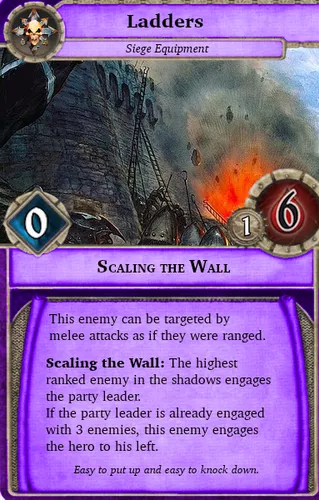 Ladders
Siege Equipment
0
1
6
Scaling the Wall
This enemy can be targeted by
melee attacks as if they were ranged.
Scaling the Wall: The highest
ranked enemy in the shadows engages
the party leader.
If the party leader is already engaged
with 3 enemies, this enemy engages
the hero to his left.
Easy to put up and easy to knock down.